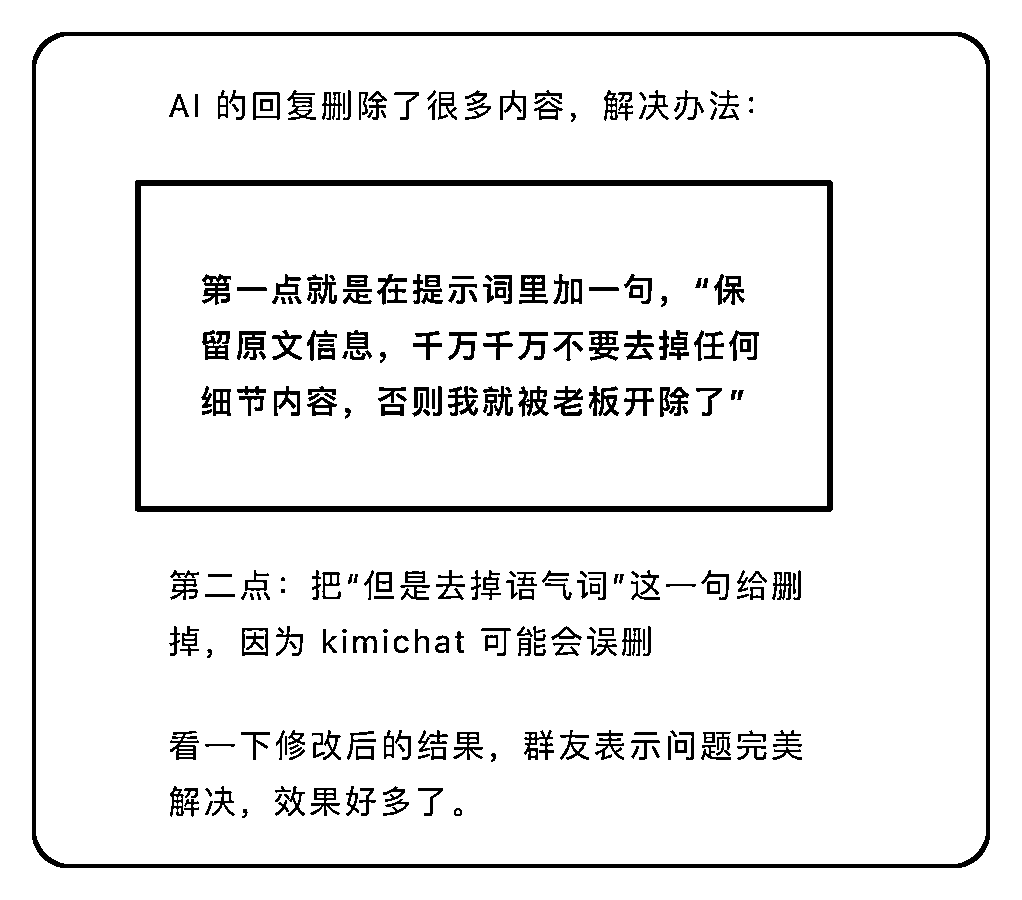 AI 的回复删除了很多内容，解决办法：
第一点就是在提示词里加一句，“保
留原文信息，千万千万不要去掉任何
细节内容，否则我就被老板开除了”
第二点：把“但是去掉语气词”这一句给删
掉，因为 kimichat 可能会误删
看一下修改后的结果，群友表示问题完美
解决，效果好多了。